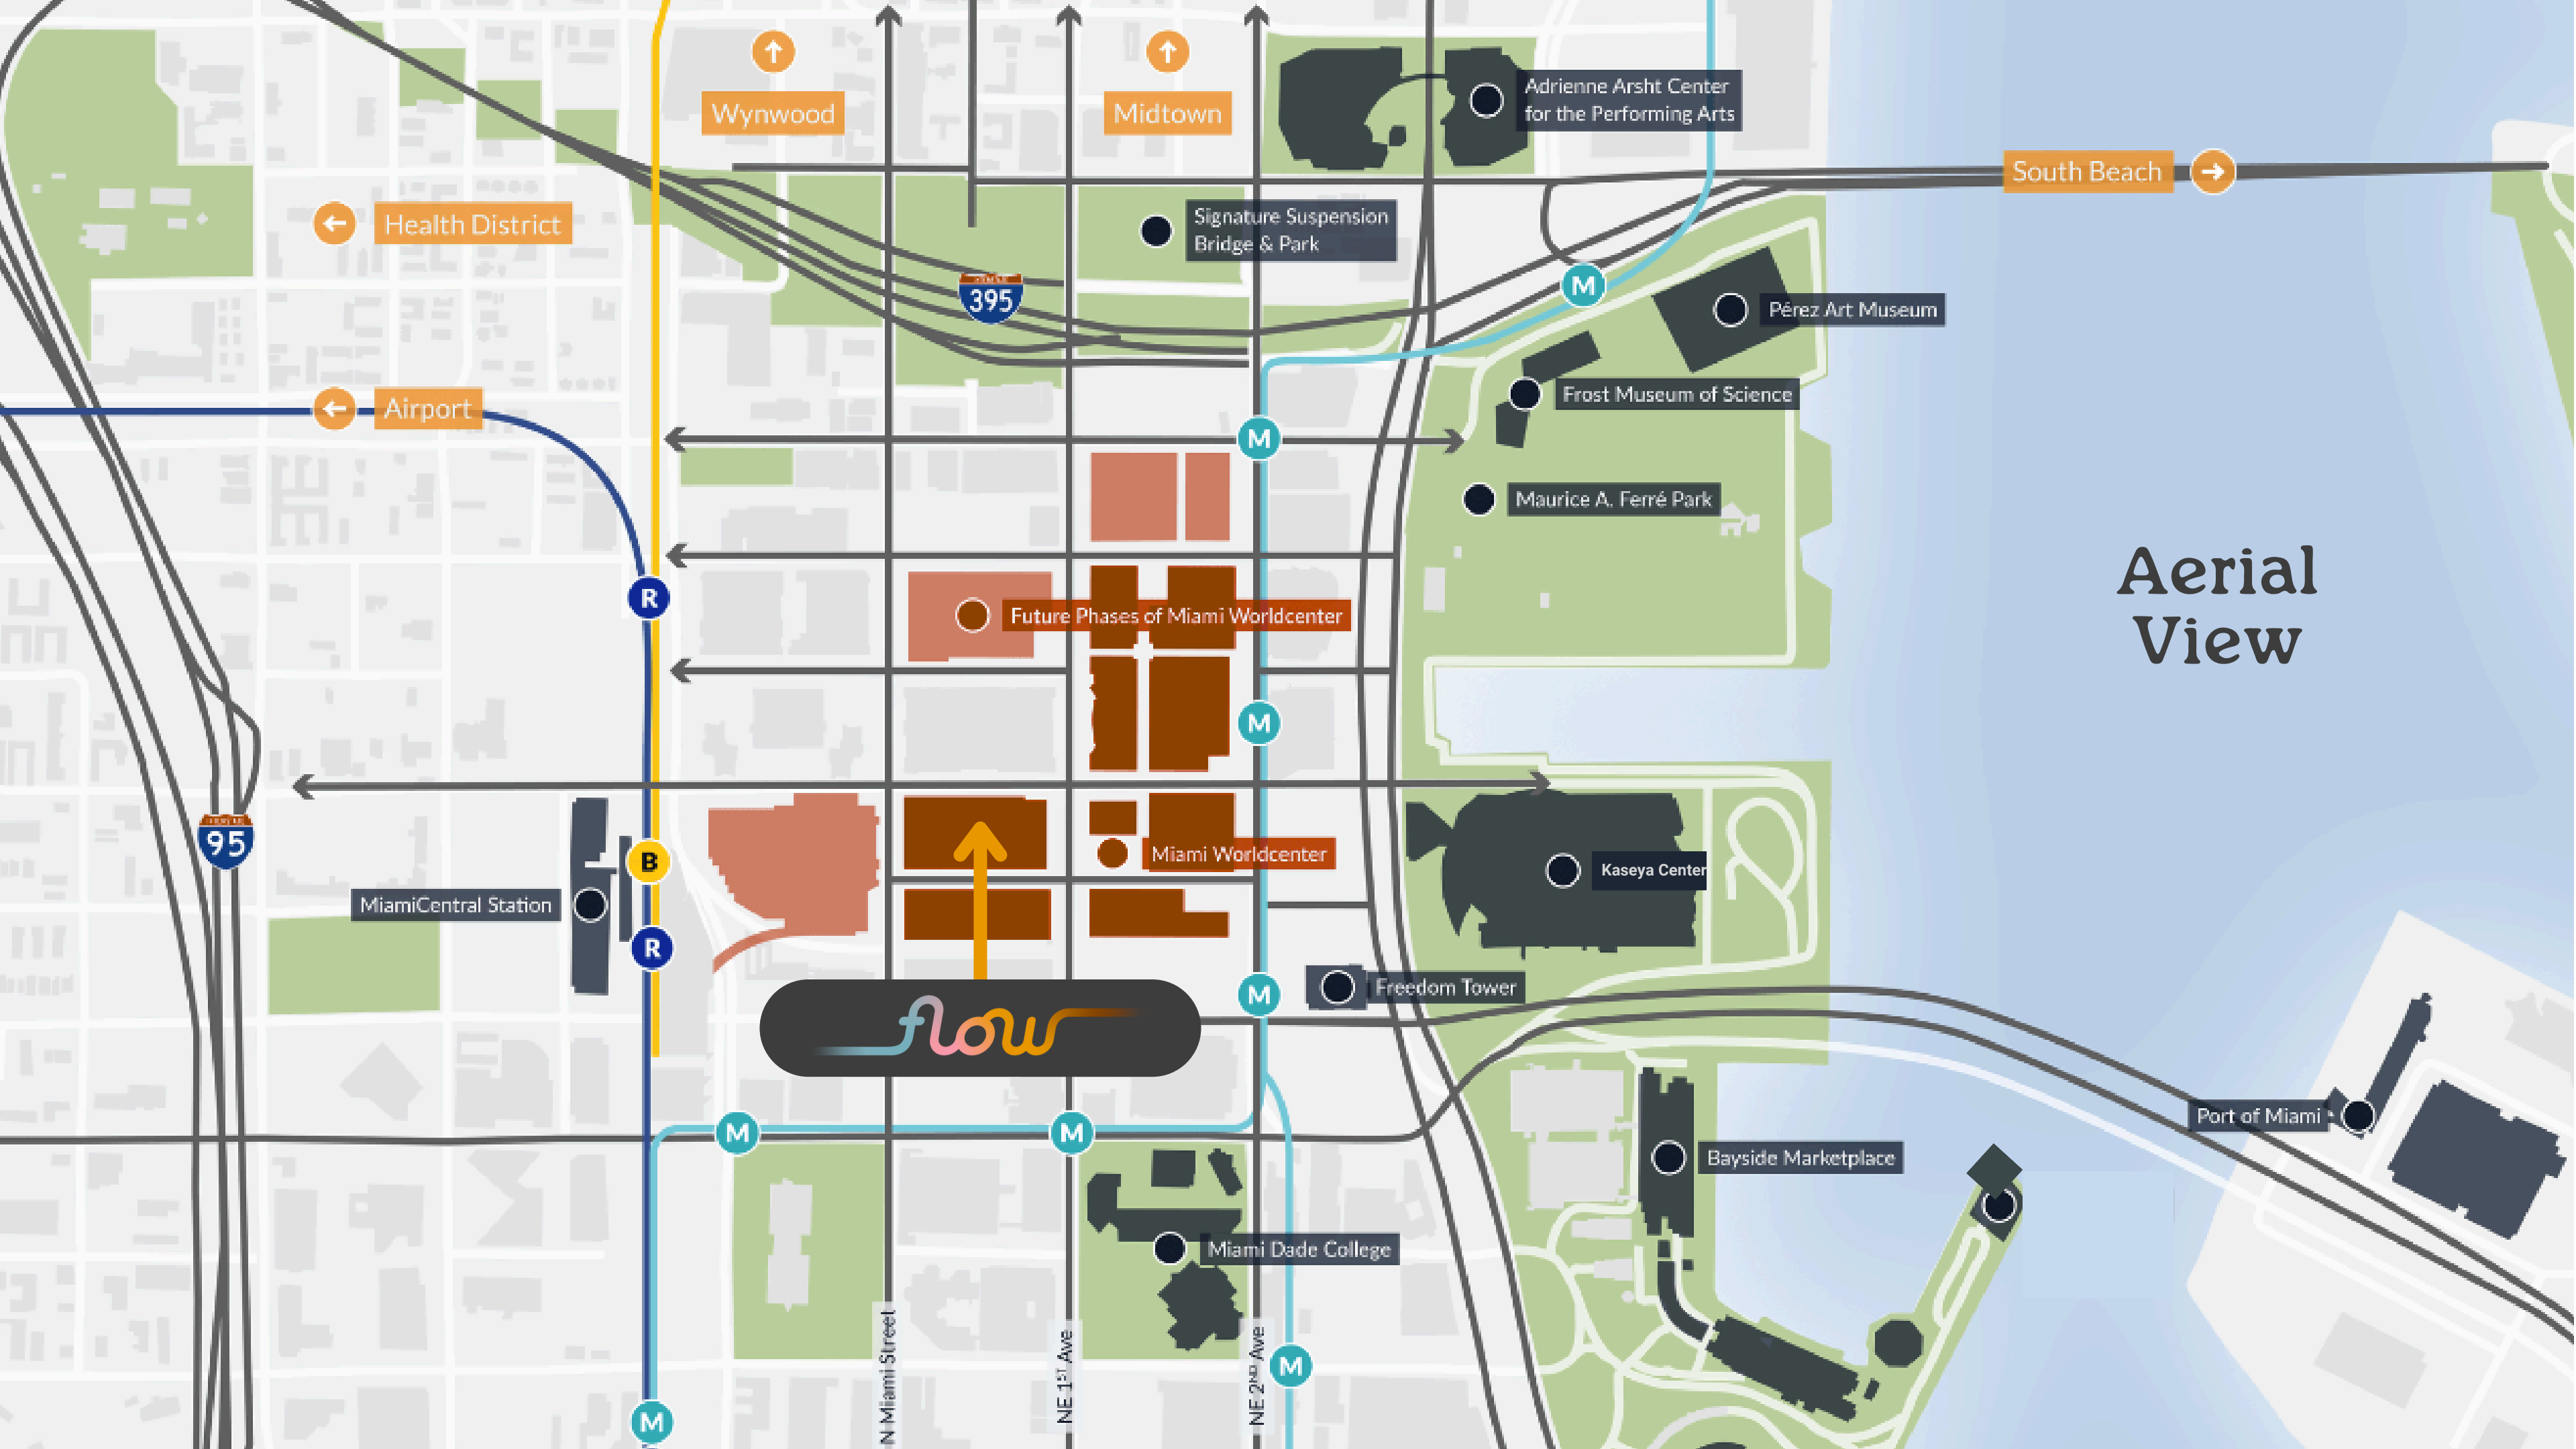 Wynwood
Midtown
Adrienne Arsht Center
for the Performing Arts
South Beach
Health District
Signature Suspension
Bridge & Park
395
M
Pérez Art Museum
Frost Museum of Science
Airport
M
Maurice A. Ferré Park
R
Future Phases of Miami Worldcenter
Aerial
View
M
95
B
Miami Worldcenter
Kaseya Center
MiamiCentral Station
R
M
Freedom Tower
flow
Port of Miami
M
M
Bayside Marketplace
Miami Dade College
N Miami Street
NE 1ST Ave
NE 2ND Ave
M
M